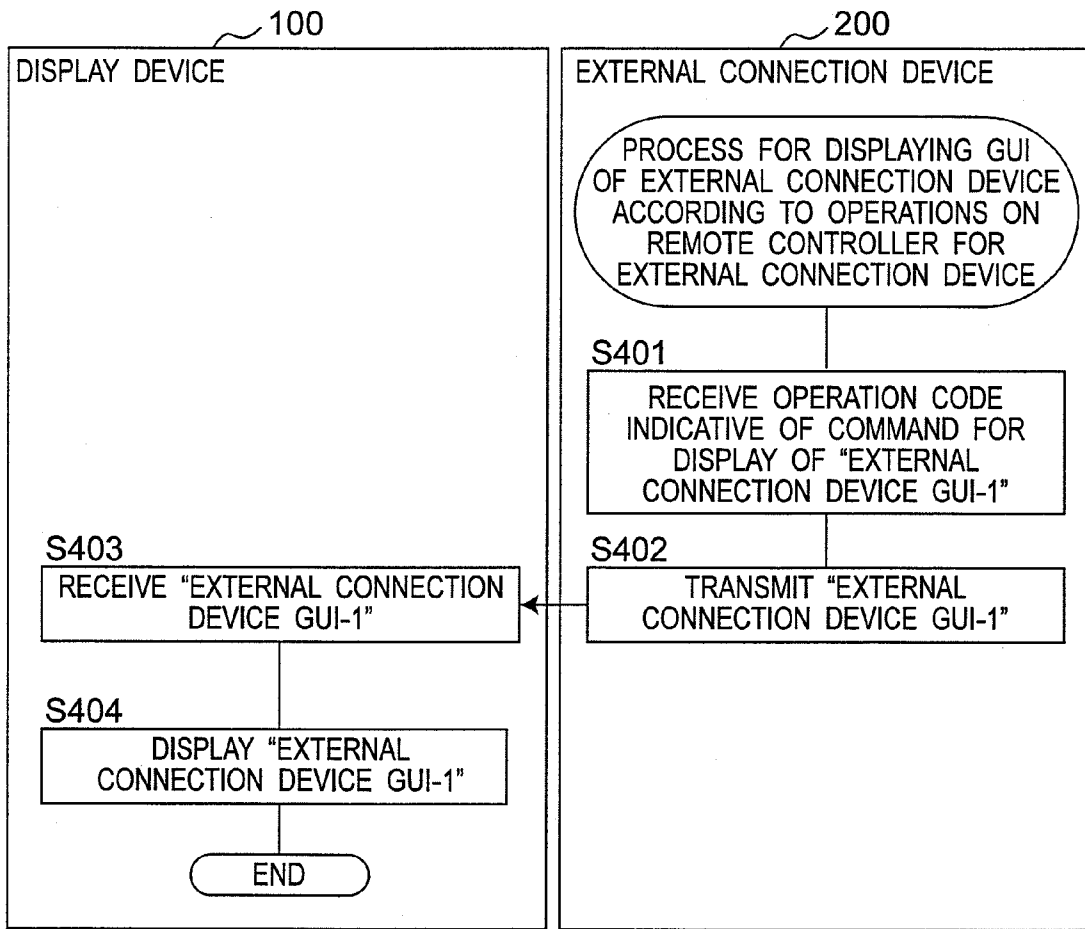 100
200
DISPLAY DEVICE
EXTERNAL CONNECTION DEVICE
PROCESS FOR DISPLAYING GUI
OF EXTERNAL CONNECTION DEVICE
ACCORDING TO OPERATIONS ON
REMOTE CONTROLLER FOR
EXTERNAL CONNECTION DEVICE
S401
RECEIVE OPERATION CODE
INDICATIVE OF COMMAND FOR
DISPLAY OF “EXTERNAL
CONNECTION DEVICE GUI-1”
S402
TRANSMIT “EXTERNAL
CONNECTION DEVICE GUI-1”
S403
RECEIVE “EXTERNAL CONNECTION
DEVICE GUI-1”
S404
DISPLAY “EXTERNAL
CONNECTION DEVICE GUI-1”
END